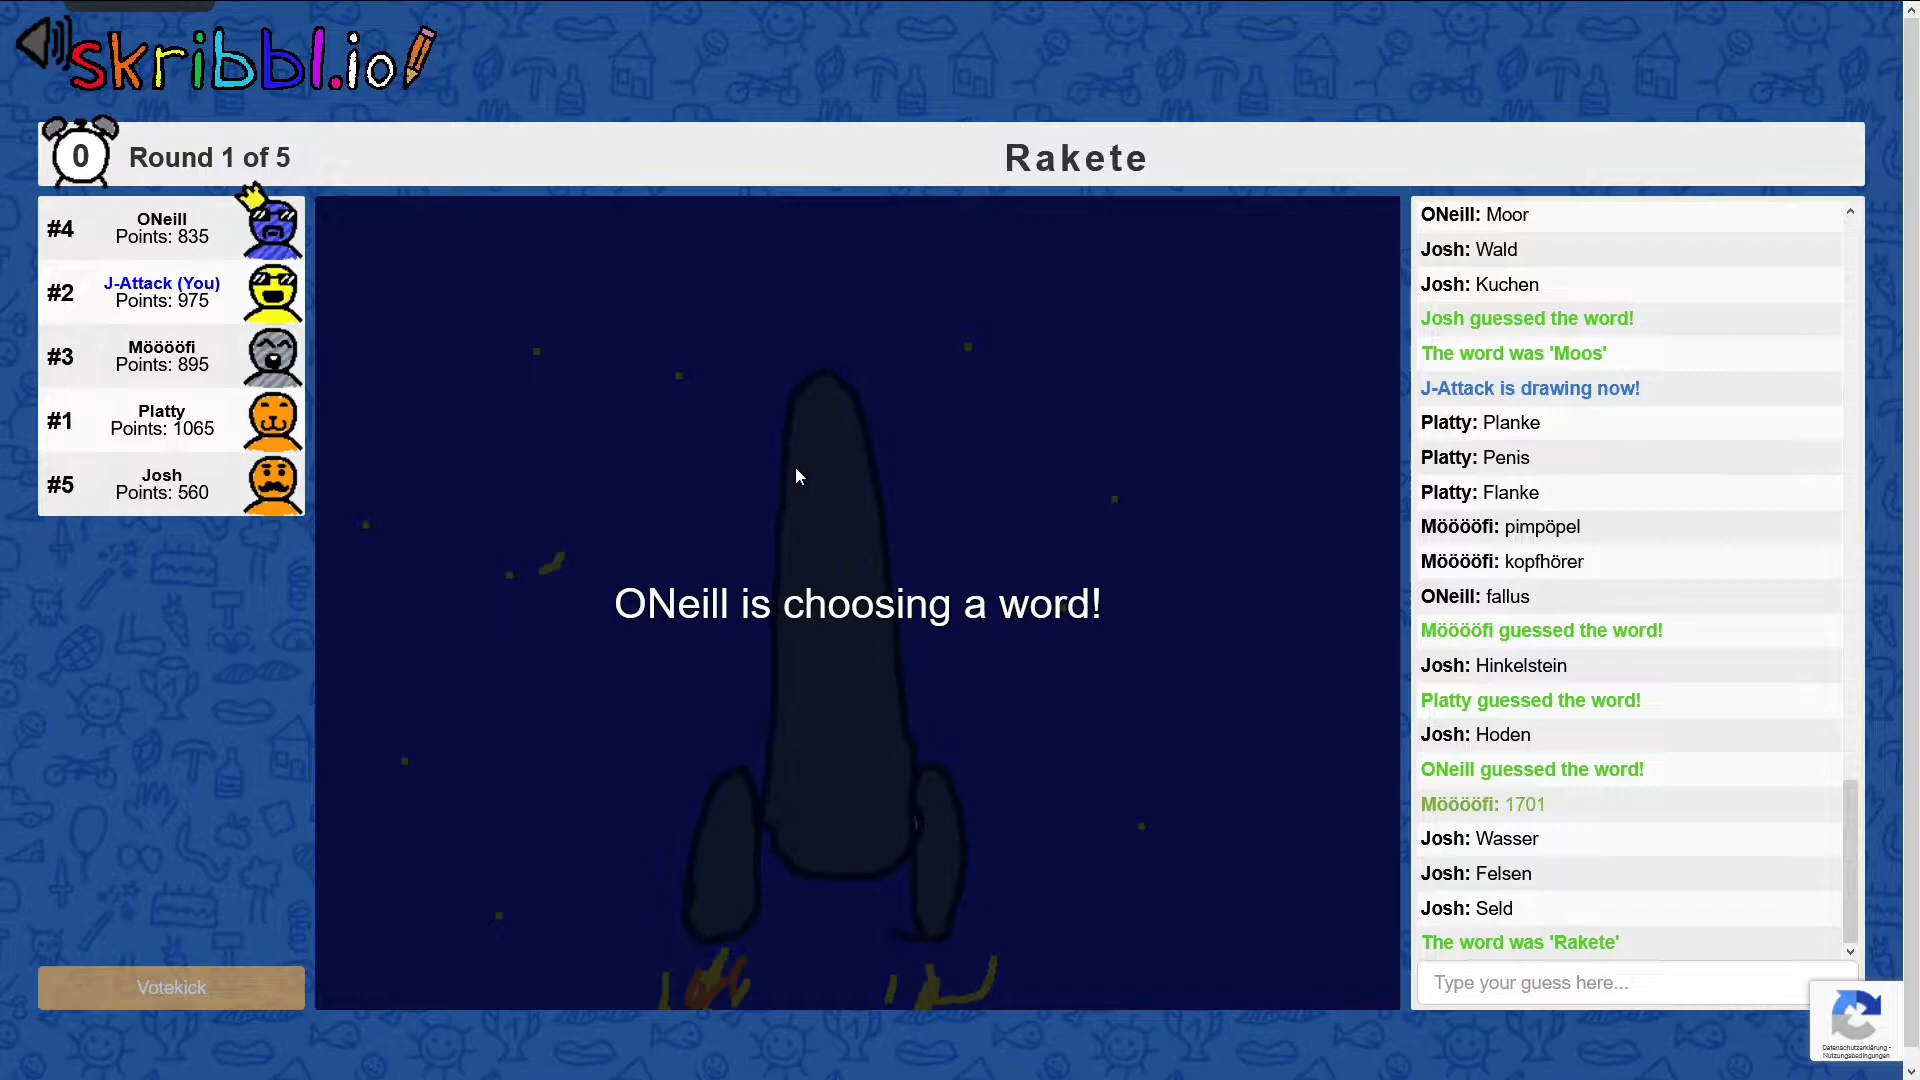 skribbl.io
0
Round 1 of 5
Rakete
#4
ONeill
Points: 835
#2
J-Attack (You)
Points: 975
#3
Mööööfi
Points: 895
#1
Platty
Points: 1065
#5
Josh
Points: 560
Votekick
ONeill is choosing a word!
ONeill: Moor
Josh: Wald
Josh: Kuchen
Josh guessed the word!
The word was 'Moos'
J-Attack is drawing now!
Platty: Planke
Platty: Penis
Platty: Flanke
Mööööfi: pimpöpel
Mööööfi: kopfhörer
ONeill: fallus
Mööööfi guessed the word!
Josh: Hinkelstein
Platty guessed the word!
Josh: Hoden
ONeill guessed the word!
Mööööfi: 1701
Josh: Wasser
Josh: Felsen
Josh: Seld
The word was 'Rakete'
Type your guess here...
Datenschutzerklärung -
Nutzungsbedingungen